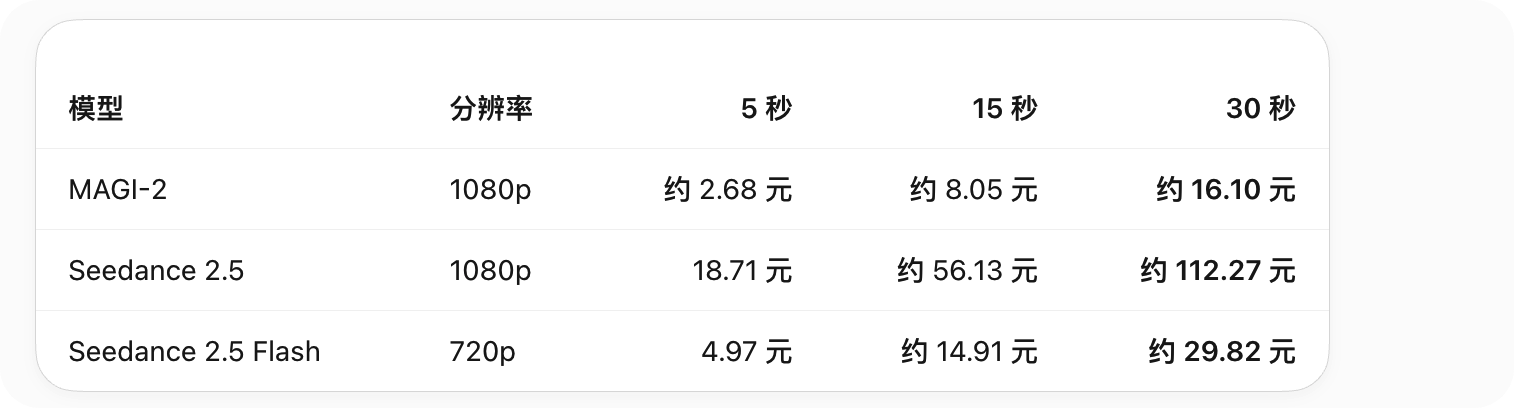 模型 分辨率 5 秒 15 秒 30 秒
MAGI-2 1080p 约 2.68 元 约 8.05 元 约 16.10 元
Seedance 2.5 1080p 18.71 元 约 56.13 元 约 112.27 元
Seedance 2.5 Flash 720p 4.97 元 约 14.91 元 约 29.82 元